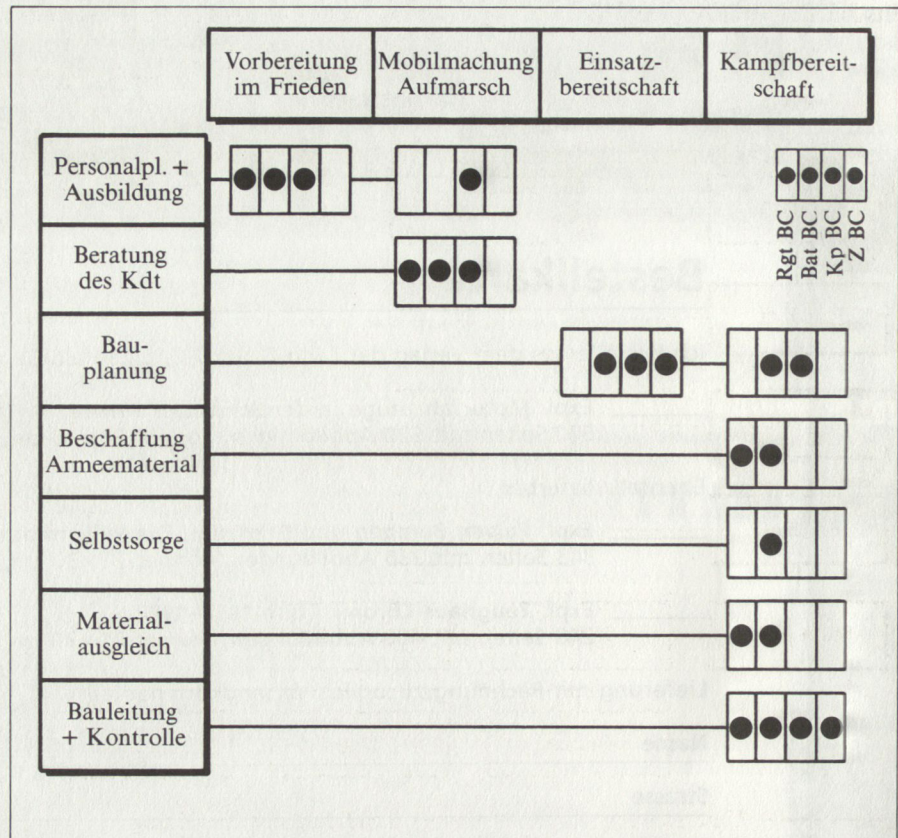 Vorbereitung
im Frieden
Mobilmachung
Aufmarsch
Einsatz-
bereitschaft
Kampfbereit-
schaft
Personalpl. +
Ausbildung
Rgt BC
Bat BC
Kp BC
Z BC
Beratung
des Kdt
Bau-
planung
Beschaffung
Armeematerial
Selbstsorge
Material-
ausgleich
Bauleitung
+ Kontrolle